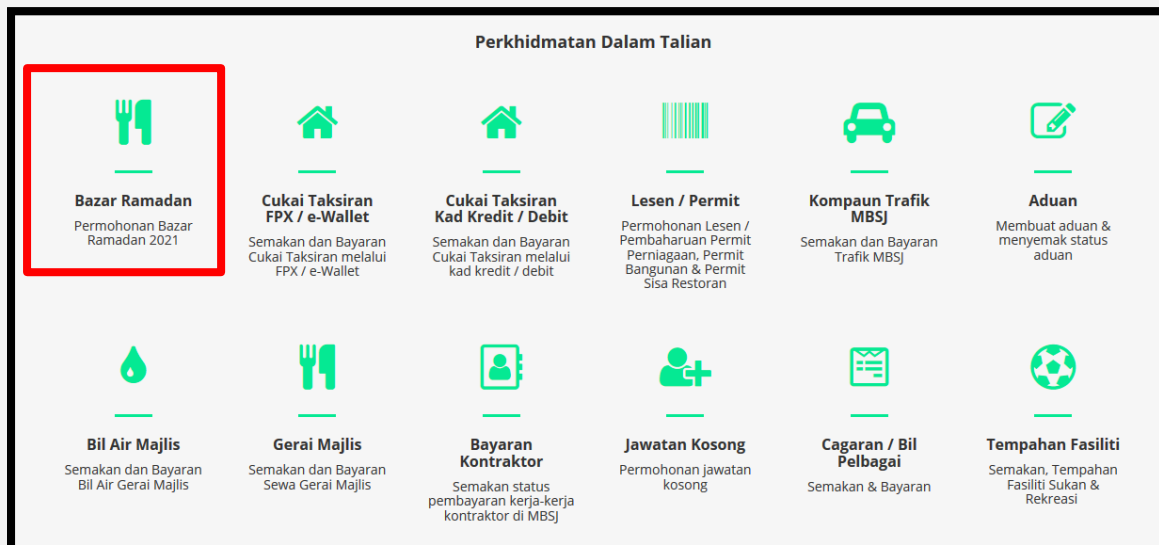 Perkhidmatan Dalam Talian
Bazar Ramadan
Permohonan Bazar
Ramadan 2021
Cukai Taksiran
FPX / e-Wallet
Semakan dan Bayaran
Cukai Taksiran melalui
FPX / e-Wallet
Cukai Taksiran
Kad Kredit / Debit
Semakan dan Bayaran
Cukai Taksiran melalui
kad kredit / debit
Lesen / Permit
Permohonan Lesen /
Pembaharuan Permit
Perniagaan, Permit
Bangunan & Permit
Sisa Restoran
Kompaun Trafik
MBSJ
Semakan dan Bayaran
Trafik MBSJ
Aduan
Membuat aduan &
menyemak status
aduan
Bil Air Majlis
Semakan dan Bayaran
Bil Air Gerai Majlis
Gerai Majlis
Semakan dan Bayaran
Sewa Gerai Majlis
Bayaran
Kontraktor
Semakan status
pembayaran kerja-kerja
kontraktor di MBSJ
Jawatan Kosong
Permohonan jawatan
kosong
Cagaran / Bil
Pelbagai
Semakan & Bayaran
Tempahan Fasiliti
Semakan, Tempahan
Fasiliti Sukan &
Rekreasi